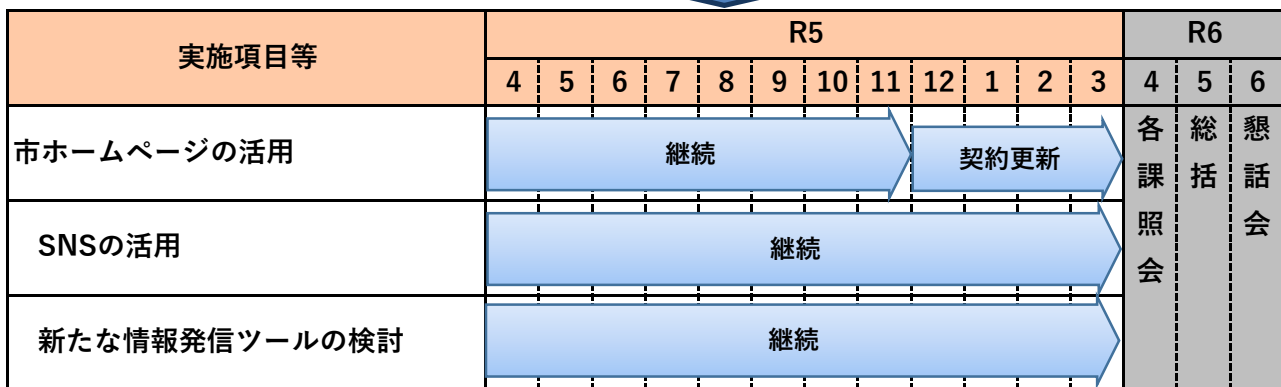 実施項目等
R5
R6
4 5 6 7 8 9 10 11 12 1 2 3 4 5 6
市ホームページの活用
継続
契約更新
SNSの活用
継続
新たな情報発信ツールの検討
継続
各課照会
総括
懇話会